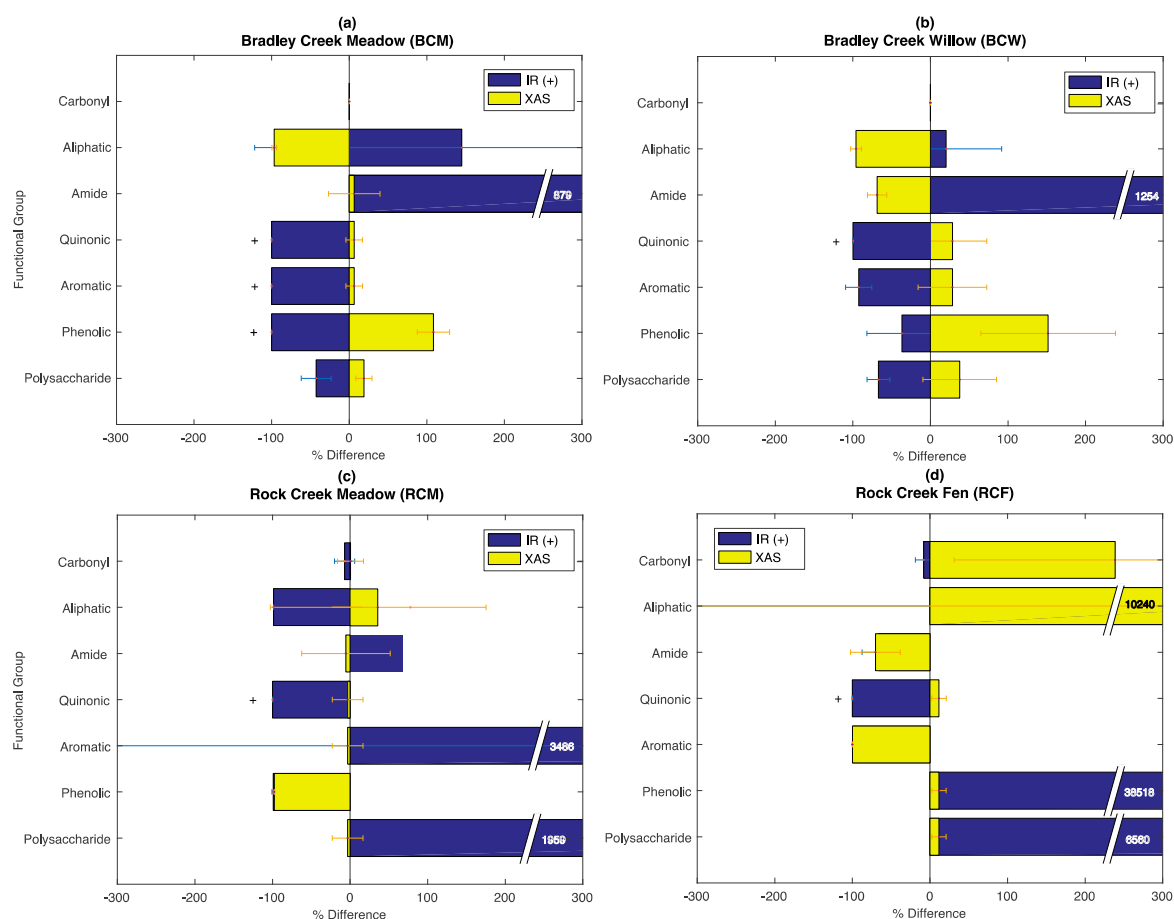 (a)
Bradley Creek Meadow (BCM)
IR (+)
XAS
Carbonyl
Aliphatic
Amide
879
Quinonic
+
Aromatic
+
Phenolic
+
Polysaccharide
Functional Group
-300 -200 -100 0 100 200 300
% Difference
(b)
Bradley Creek Willow (BCW)
IR (+)
XAS
Carbonyl
Aliphatic
Amide
1254
Quinonic
+
Aromatic
Phenolic
Polysaccharide
-300 -200 -100 0 100 200 300
% Difference
(c)
Rock Creek Meadow (RCM)
IR (+)
XAS
Carbonyl
Aliphatic
Amide
Quinonic
+
Aromatic
3486
Phenolic
Polysaccharide
1959
Functional Group
-300 -200 -100 0 100 200 300
% Difference
(d)
Rock Creek Fen (RCF)
IR (+)
XAS
Carbonyl
Aliphatic
10240
Amide
Quinonic
+
Aromatic
Phenolic
38518
Polysaccharide
6560
-300 -200 -100 0 100 200 300
% Difference